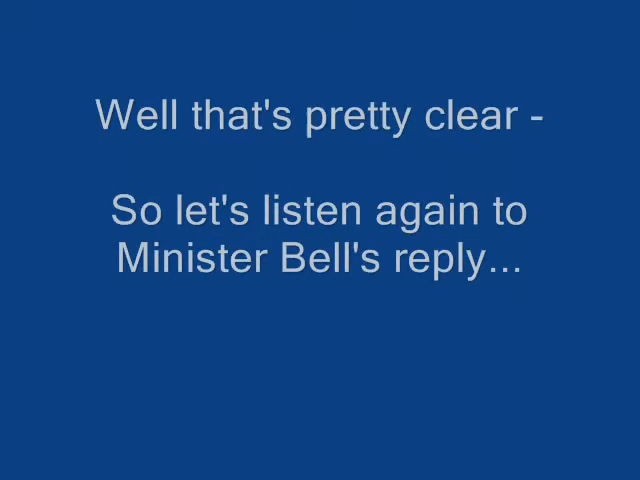 Well that's pretty clear -
So let's listen again to
Minister Bell's reply...